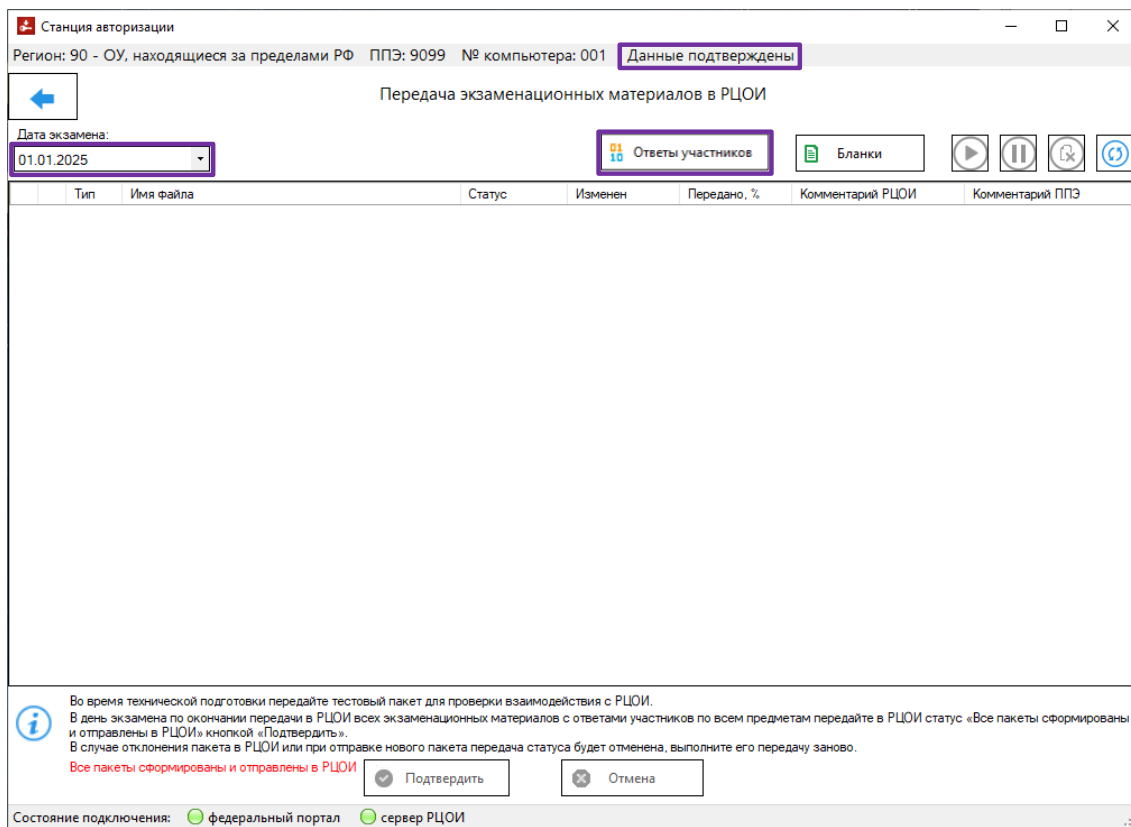 Станция авторизации
Регион: 90 - ОУ, находящиеся за пределами РФ ППЭ: 9099 № компьютера: 001 Данные подтверждены
Передача экзаменационных материалов в РЦОИ
Дата экзамена:
01.01.2025
Ответы участников
Бланки
Тип Имя файла Статус Изменен Передано, % Комментарий РЦОИ Комментарий ППЭ
Во время технической подготовки передайте тестовый пакет для проверки взаимодействия с РЦОИ.
В день экзамена по окончании передачи в РЦОИ всех экзаменационных материалов с ответами участников по всем предметам передайте в РЦОИ статус «Все пакеты сформированы
и отправлены в РЦОИ» кнопкой «Подтвердить».
В случае отклонения пакета в РЦОИ или при отправке нового пакета передача статуса будет отменена, выполните его передачу заново.
Все пакеты сформированы и отправлены в РЦОИ Подтвердить Отмена
Состояние подключения: федеральный портал сервер РЦОИ